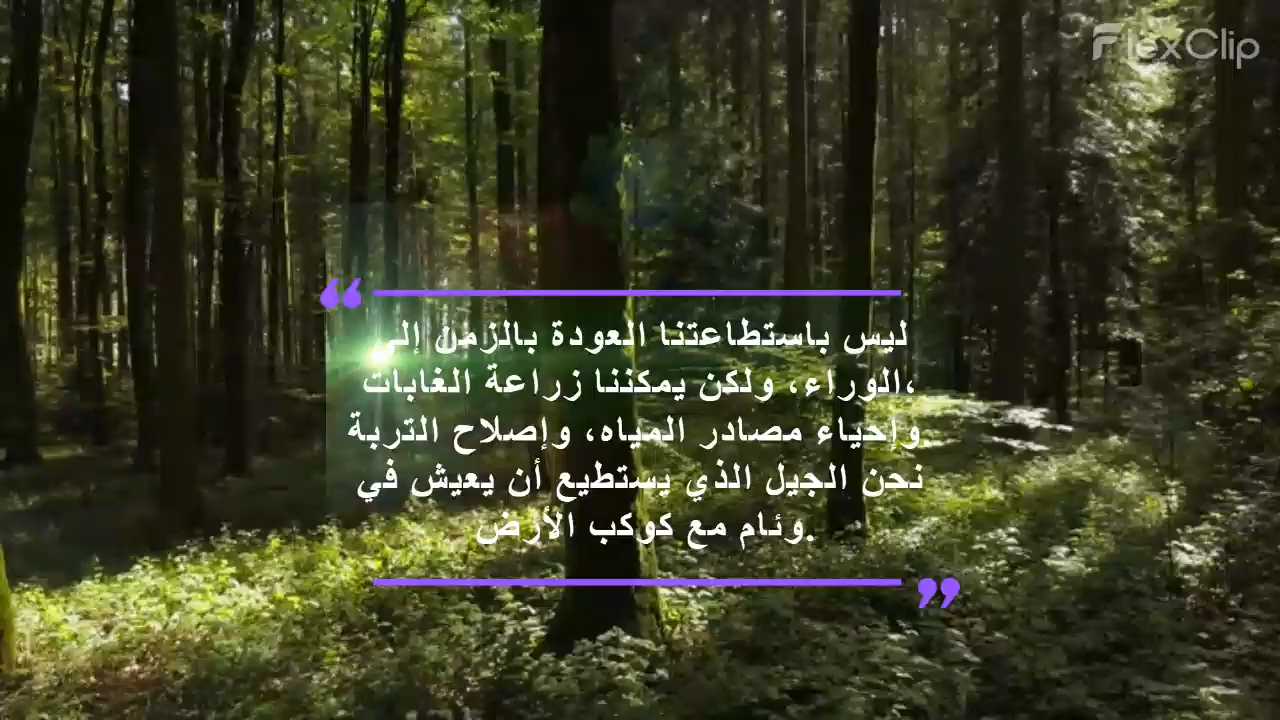 FlexClip
ليس باستطاعتنا العودة بالزمن إلى
الوراء، ولكن يمكننا زراعة الغابات،
وإحياء مصادر المياه، وإصلاح التربة.
نحن الجيل الذي يستطيع أن يعيش في
وئام مع كوكب الأرض.